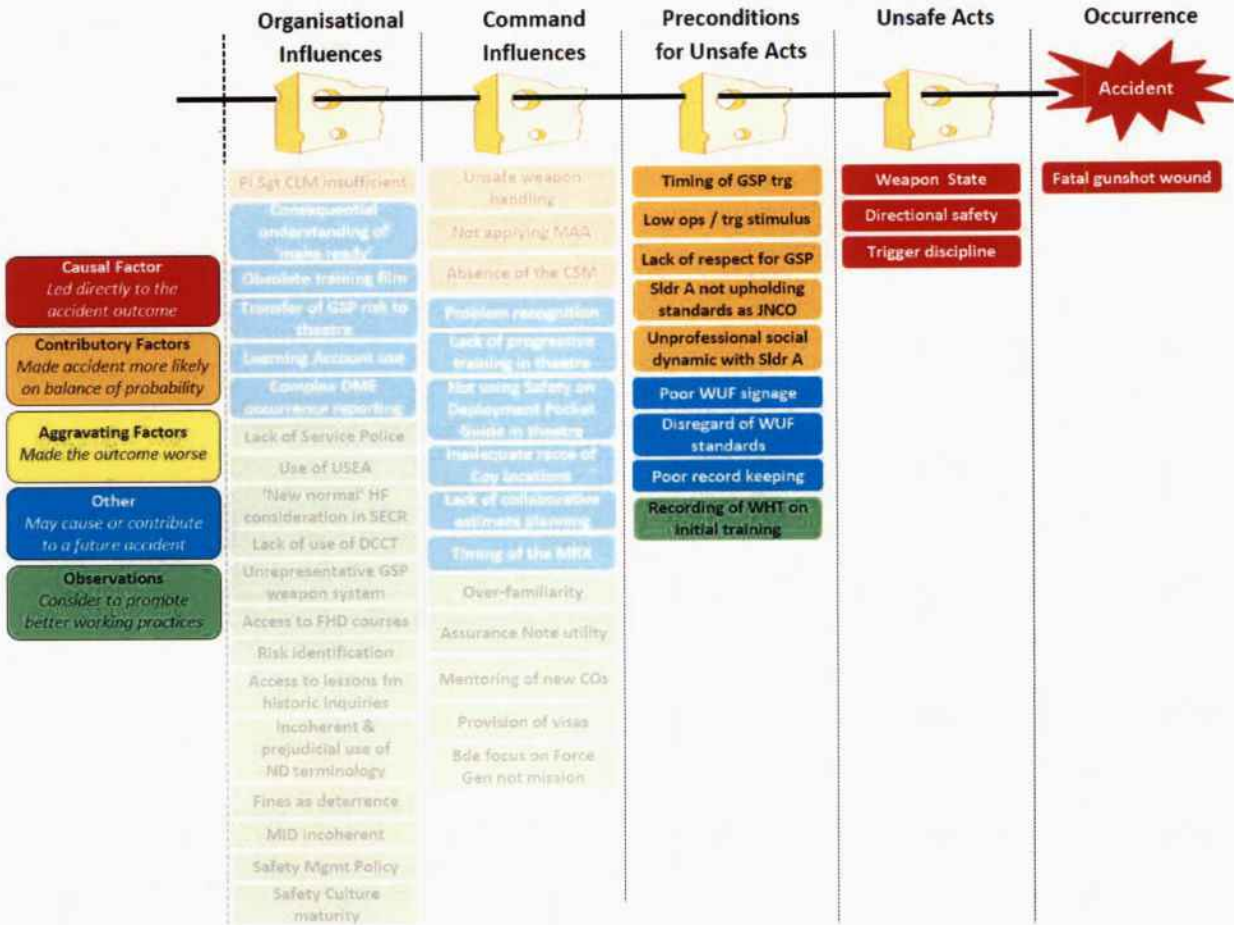 Organisational
Influences
Command
Influences
Preconditions
for Unsafe Acts
Unsafe Acts
Occurrence
Accident
Causal Factor
Led directly to the
accident outcome
Contributory Factors
Made accident more likely
on balance of probability
Aggravating Factors
Made the outcome worse
Other
May cause or contribute
to a future accident
Observations
Consider to promote
better working practices
Pl Sgt CLM insufficient
Consequential
understanding of
'make ready'
Obsolete training film
Transfer of GSP risk to
theatre
Learning Account use
Complex DME
occurrence reporting
Lack of Service Police
Use of USEA
'New normal' HF
consideration in SECR
Lack of use of DCCT
Unrepresentative GSP
weapon system
Access to FHD courses
Risk identification
Access to lessons fm
historic inquiries
Incoherent &
prejudicial use of
ND terminology
Fines as deterrence
MID incoherent
Safety Mgmt Policy
Safety Culture
maturity
Unsafe weapon
handling
Not applying MAA
Absence of the CSM
Problem recognition
Lack of progressive
training in theatre
Not using Safety on
Deployment Pocket
Guide in theatre
Inadequate recce of
Coy locations
Lack of collaborative
estimate planning
Timing of the MRX
Over-familiarity
Assurance Note utility
Mentoring of new COs
Provision of visas
Bde focus on Force
Gen not mission
Timing of GSP trg
Low ops / trg stimulus
Lack of respect for GSP
Sldr A not upholding
standards as JNCO
Unprofessional social
dynamic with Sldr A
Poor WUF signage
Disregard of WUF
standards
Poor record keeping
Recording of WHT on
initial training
Weapon State
Directional safety
Trigger discipline
Fatal gunshot wound